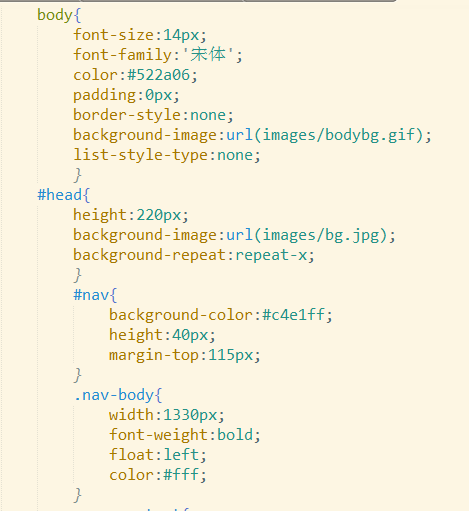 body{
font-size:14px;
font-family:'宋体';
color:#522a06;
padding:0px;
border-style:none;
background-image:url(images/bodybg.gif);
list-style-type:none;
}
#head{
height:220px;
background-image:url(images/bg.jpg);
background-repeat:repeat-x;
}
#nav{
background-color:#c4e1ff;
height:40px;
margin-top:115px;
}
.nav-body{
width:1330px;
font-weight:bold;
float:left;
color:#fff;
}